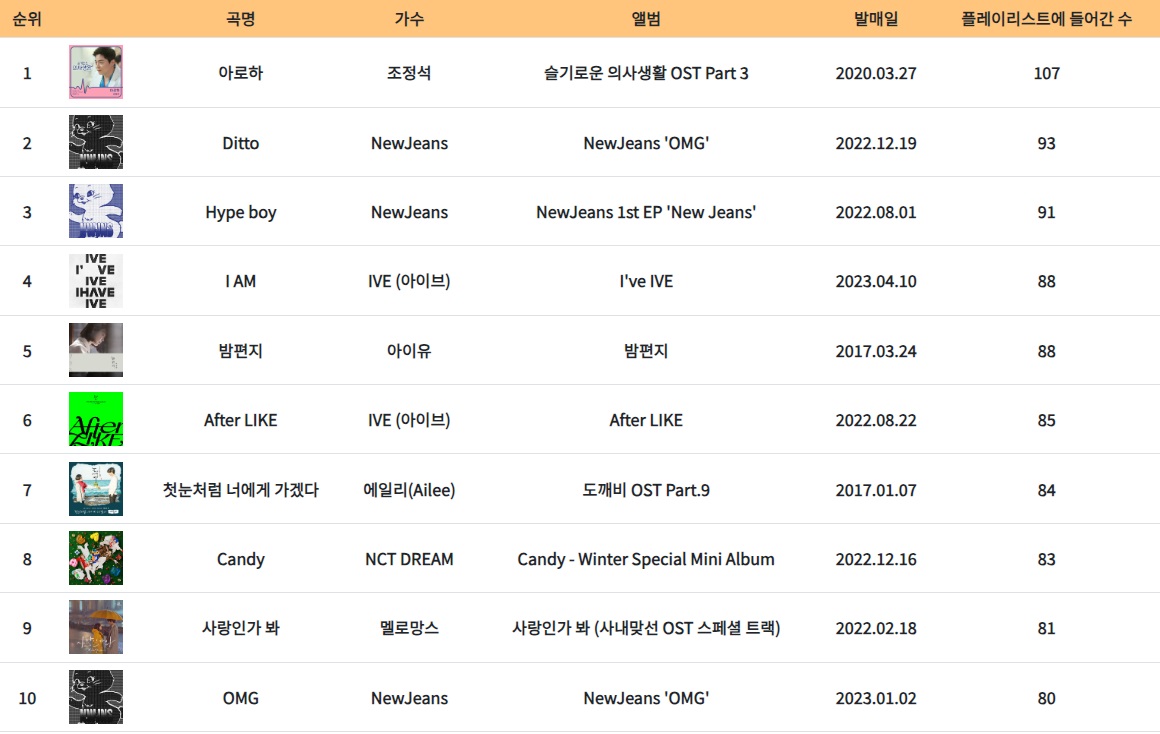 순위 곡명 가수 앨범 발매일 플레이리스트에 들어간 수
1 아로하 조정석 슬기로운 의사생활 OST Part 3 2020.03.27 107
2 Ditto NewJeans NewJeans 'OMG' 2022.12.19 93
3 Hype boy NewJeans NewJeans 1st EP 'New Jeans' 2022.08.01 91
IVE
I' VE
IVE
IHAVE
IVE
4 I AM IVE (아이브) I've IVE 2023.04.10 88
5 밤편지 아이유 밤편지 2017.03.24 88
After
LIKE
6 After LIKE IVE (아이브) After LIKE 2022.08.22 85
7 첫눈처럼 너에게 가겠다 에일리(Ailee) 도깨비 OST Part.9 2017.01.07 84
8 Candy NCT DREAM Candy - Winter Special Mini Album 2022.12.16 83
9 사랑인가 봐 멜로망스 사랑인가 봐 (사내맞선 OST 스페셜 트랙) 2022.02.18 81
10 OMG NewJeans NewJeans 'OMG' 2023.01.02 80